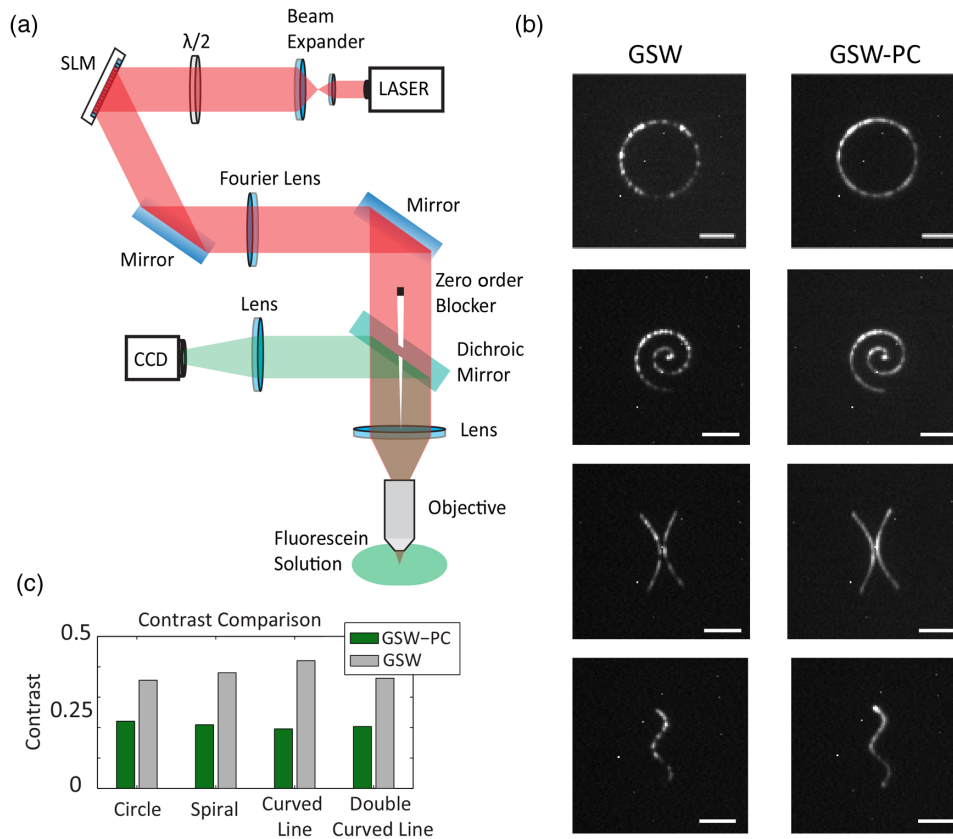 (a)
Beam
Expander
λ/2
SLM
LASER
Fourier Lens
Mirror
Mirror
Zero order
Blocker
Lens
CCD
Dichroic
Mirror
Lens
Objective
Fluorescein
Solution
(b)
GSW GSW-PC
(c)
Contrast Comparison
0.5
0.25
0
Contrast
GSW−PC
GSW
Circle Spiral Curved Line Double Curved Line